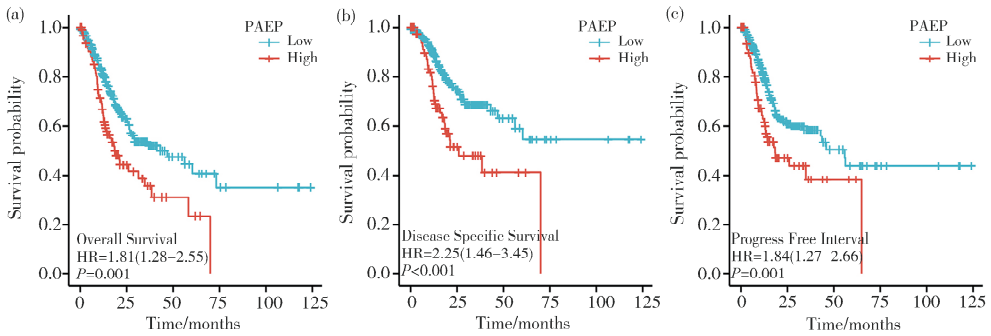 (a)
PAEP
Low
High
Survival probability
1.0
0.8
0.6
0.4
0.2
0.0
Overall Survival
HR=1.81(1.28−2.55)
P=0.001
0 25 50 75 100 125
Time/months
(b)
PAEP
Low
High
Survival probability
1.0
0.8
0.6
0.4
0.2
0.0
Disease Specific Survival
HR=2.25(1.46−3.45)
P<0.001
0 25 50 75 100 125
Time/months
(c)
PAEP
Low
High
Survival probability
1.0
0.8
0.6
0.4
0.2
0.0
Progress Free Interval
HR=1.84(1.27 2.66)
P=0.001
0 25 50 75 100 125
Time/months